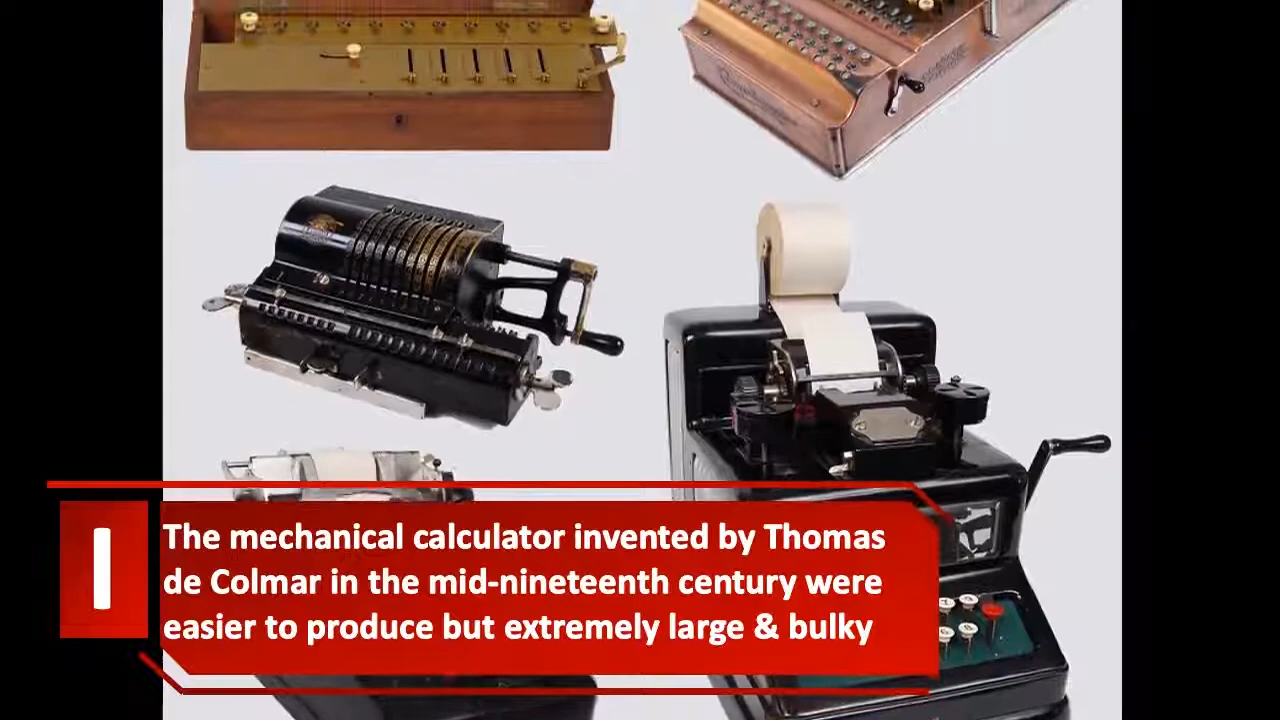 I
The mechanical calculator invented by Thomas
de Colmar in the mid-nineteenth century were
easier to produce but extremely large & bulky